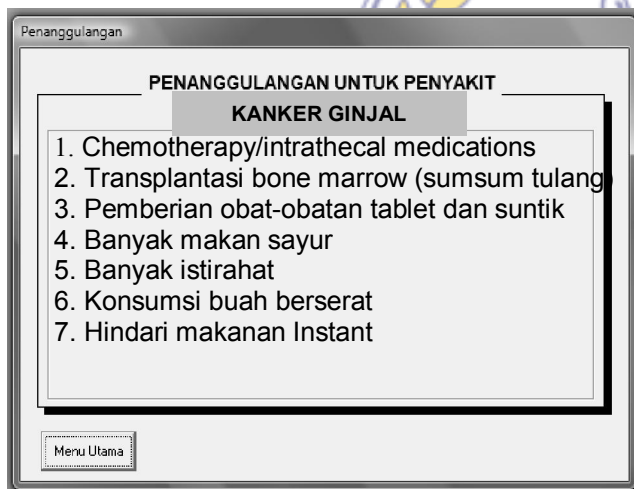 Penanggulangan
PENANGGULANGAN UNTUK PENYAKIT
KANKER GINJAL
1. Chemotherapy/intrathecal medications
2. Transplantasi bone marrow (sumsum tulang)
3. Pemberian obat-obatan tablet dan suntik
4. Banyak makan sayur
5. Banyak istirahat
6. Konsumsi buah berserat
7. Hindari makanan Instant
Menu Utama